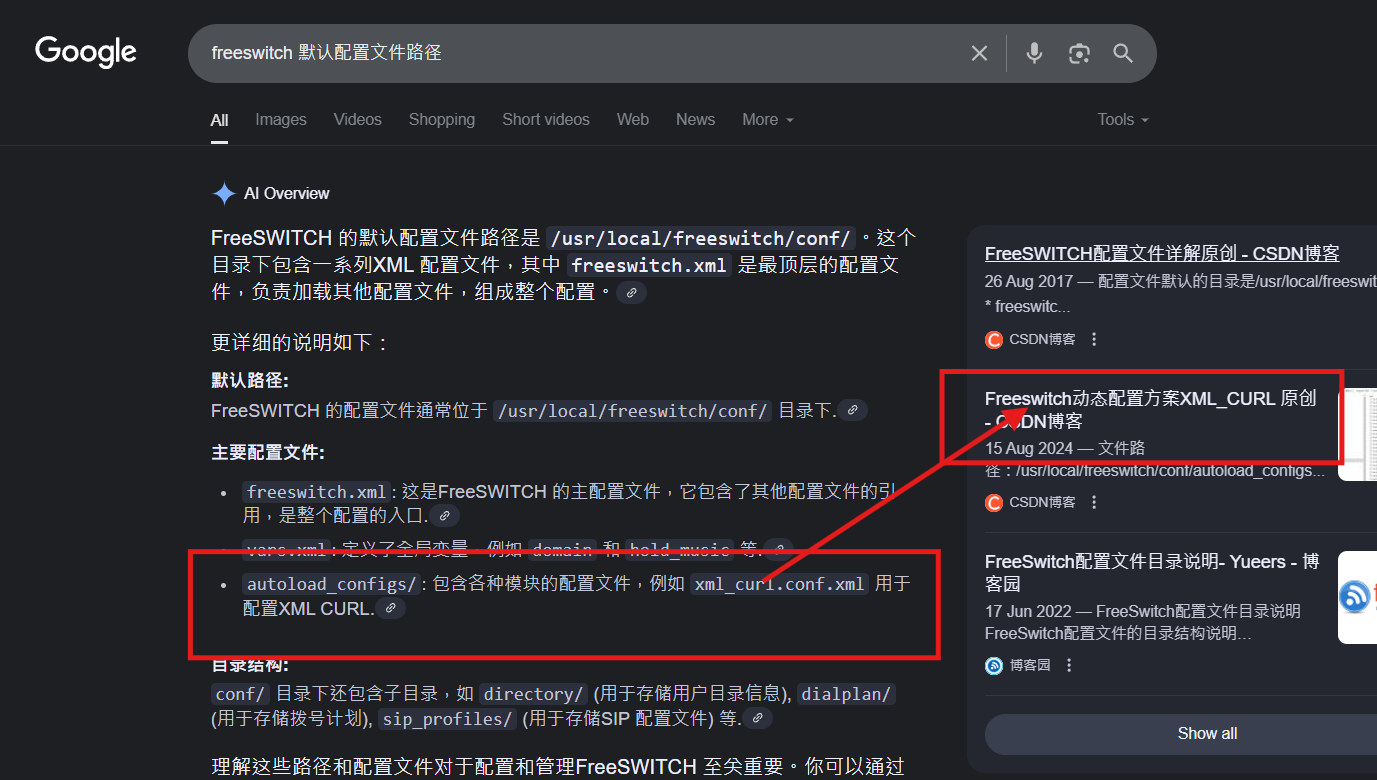 Google
freeswitch 默认配置文件路径
All Images Videos Shopping Short videos Web News More Tools
AI Overview
FreeSWITCH 的默认配置文件路径是 /usr/local/freeswitch/conf/ 。这个
目录下包含一系列XML 配置文件，其中 freeswitch.xml 是最顶层的配置文
件，负责加载其他配置文件，组成整个配置。
更详细的说明如下：
默认路径:
FreeSWITCH 的配置文件通常位于 /usr/local/freeswitch/conf/ 目录下.
主要配置文件:
freeswitch.xml: 这是FreeSWITCH 的主配置文件，它包含了其他配置文件的引
用，是整个配置的入口.
vars.xml: 定义了全局变量，例如 domain 和 hold_music 等.
autoload_configs/: 包含各种模块的配置文件，例如 xml_curl.conf.xml 用于
配置XML CURL.
目录结构:
conf/ 目录下还包含子目录，如 directory/ (用于存储用户目录信息), dialplan/
(用于存储拨号计划), sip_profiles/ (用于存储SIP 配置文件) 等.
理解这些路径和配置文件对于配置和管理FreeSWITCH 至关重要。你可以通过
FreeSWITCH配置文件详解原创 - CSDN博客
26 Aug 2017 — 配置文件默认的目录是/usr/local/freeswit
* freeswitc...
CSDN博客
Freeswitch动态配置方案XML_CURL 原创
- CSDN博客
15 Aug 2024 — 文件路
径：/usr/local/freeswitch/conf/autoload_configs...
CSDN博客
FreeSwitch配置文件目录说明- Yueers - 博
客园
17 Jun 2022 — FreeSwitch配置文件目录说明
FreeSwitch配置文件的目录结构说明…
博客园
Show all